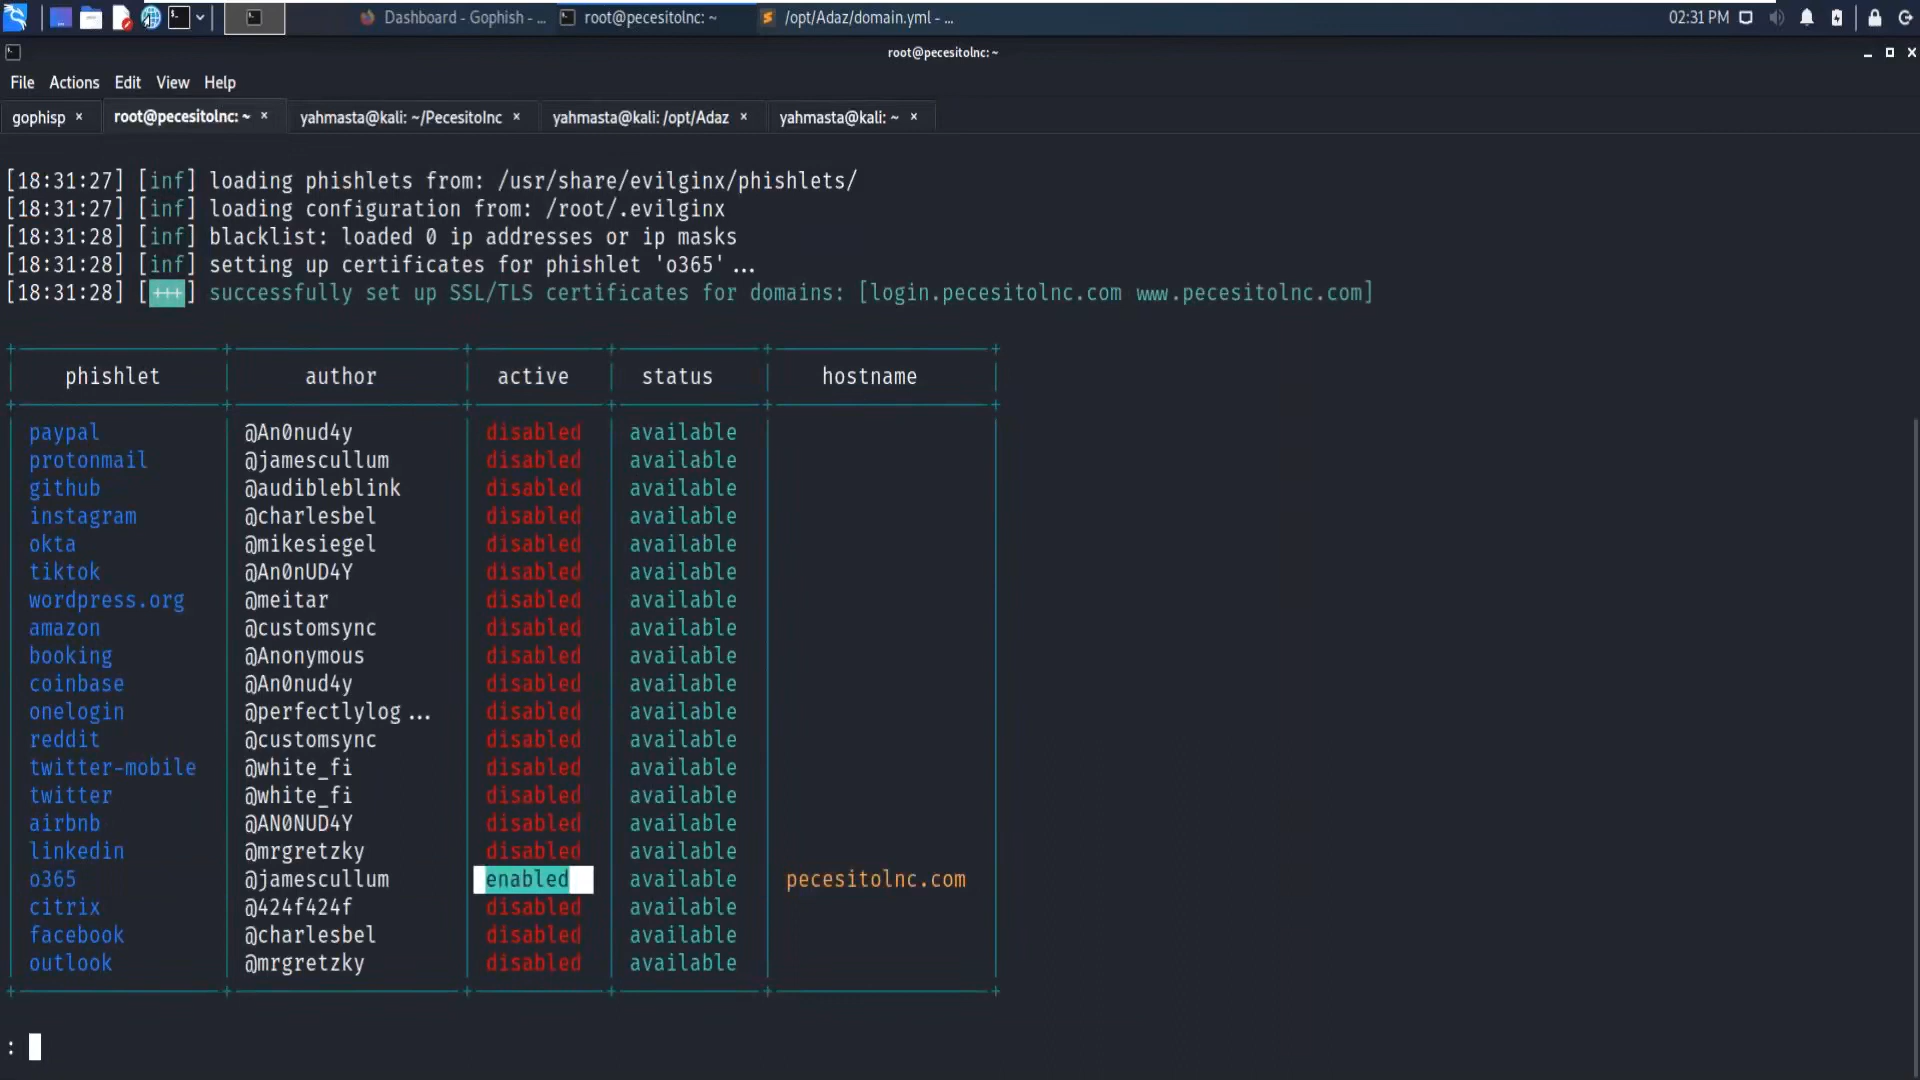 Dashboard - Gophish - ...
root@pecesitolnc: ~
/opt/Adaz/domain.yml - ...
02:31 PM
root@pecesitolnc: ~
File Actions Edit View Help
gophisp × root@pecesitolnc: ~ × yahmasta@kali: ~/PecesitoInc × yahmasta@kali: /opt/Adaz × yahmasta@kali: ~ ×
[18:31:27] [inf] loading phishlets from: /usr/share/evilginx/phishlets/
[18:31:27] [inf] loading configuration from: /root/.evilginx
[18:31:28] [inf] blacklist: loaded 0 ip addresses or ip masks
[18:31:28] [inf] setting up certificates for phishlet 'o365' ...
[18:31:28] [+++] successfully set up SSL/TLS certificates for domains: [login.pecesitolnc.com www.pecesitolnc.com]
phishlet author active status hostname
paypal @An0nud4y disabled available
protonmail @jamescullum disabled available
github @audibleblink disabled available
instagram @charlesbel disabled available
okta @mikesiegel disabled available
tiktok @An0nUD4Y disabled available
wordpress.org @meitar disabled available
amazon @customsync disabled available
booking @Anonymous disabled available
coinbase @An0nud4y disabled available
onelogin @perfectlylog ... disabled available
reddit @customsync disabled available
twitter-mobile @white_fi disabled available
twitter @white_fi disabled available
airbnb @AN0NUD4Y disabled available
linkedin @mrgretzky disabled available
o365 @jamescullum enabled available pecesitolnc.com
citrix @424f424f disabled available
facebook @charlesbel disabled available
outlook @mrgretzky disabled available
: